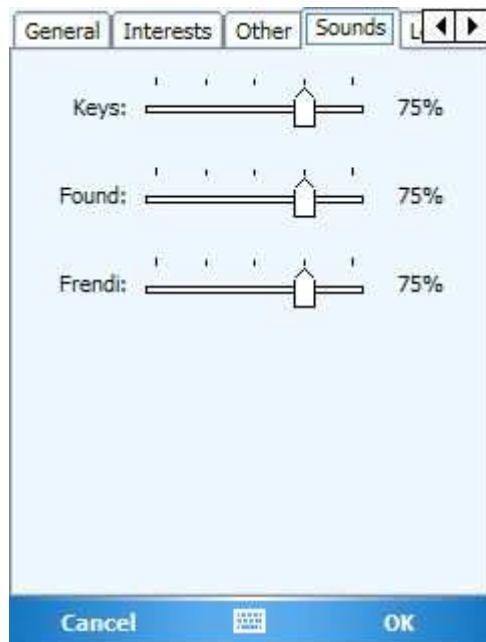 General Interests Other Sounds
Keys: 75%
Found: 75%
Frendi: 75%
Cancel OK